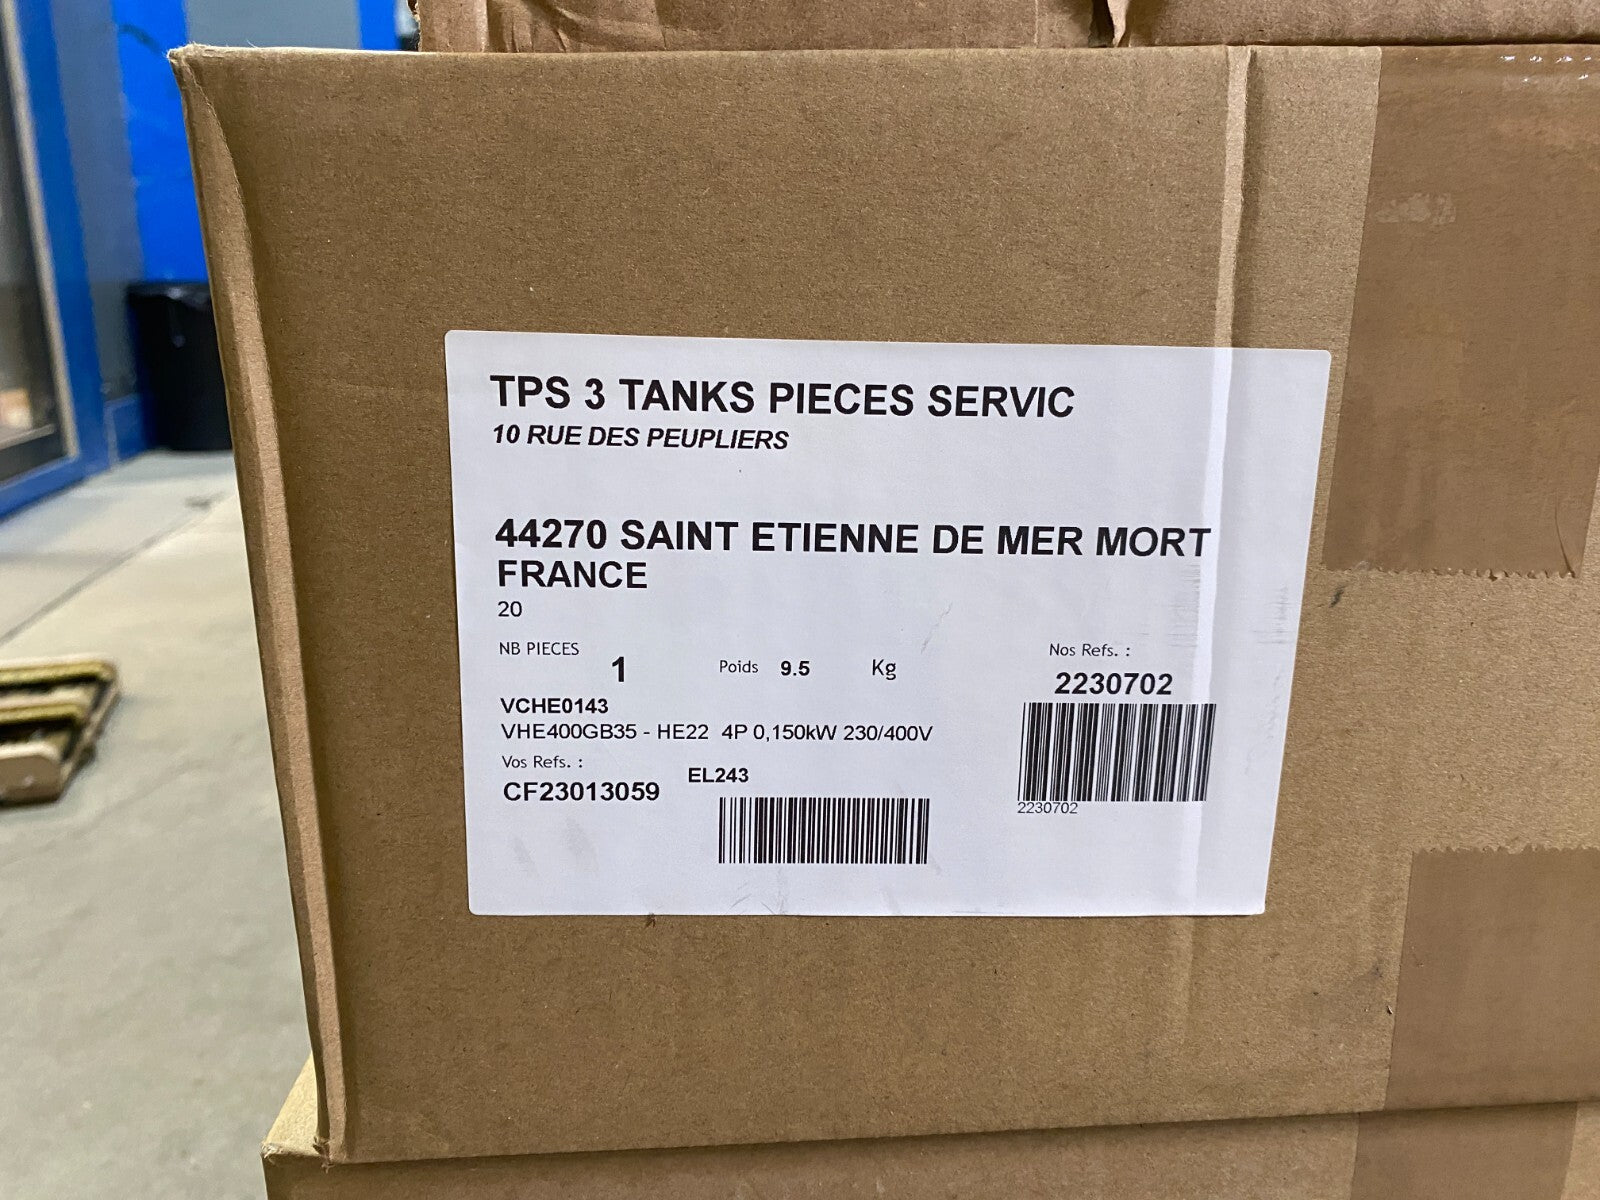 TPS 3 TANKS PIECES SERVIC
10 RUE DES PEUPLIERS
44270 SAINT ETIENNE DE MER MORT
FRANCE
20
NB PIECES 1 Poids 9.5 Kg
Nos Refs. :
2230702
VCHE0143
VHE400GB35 - HE22 4P 0,150kW 230/400V
Vos Refs. :
CF23013059
EL243
2230702